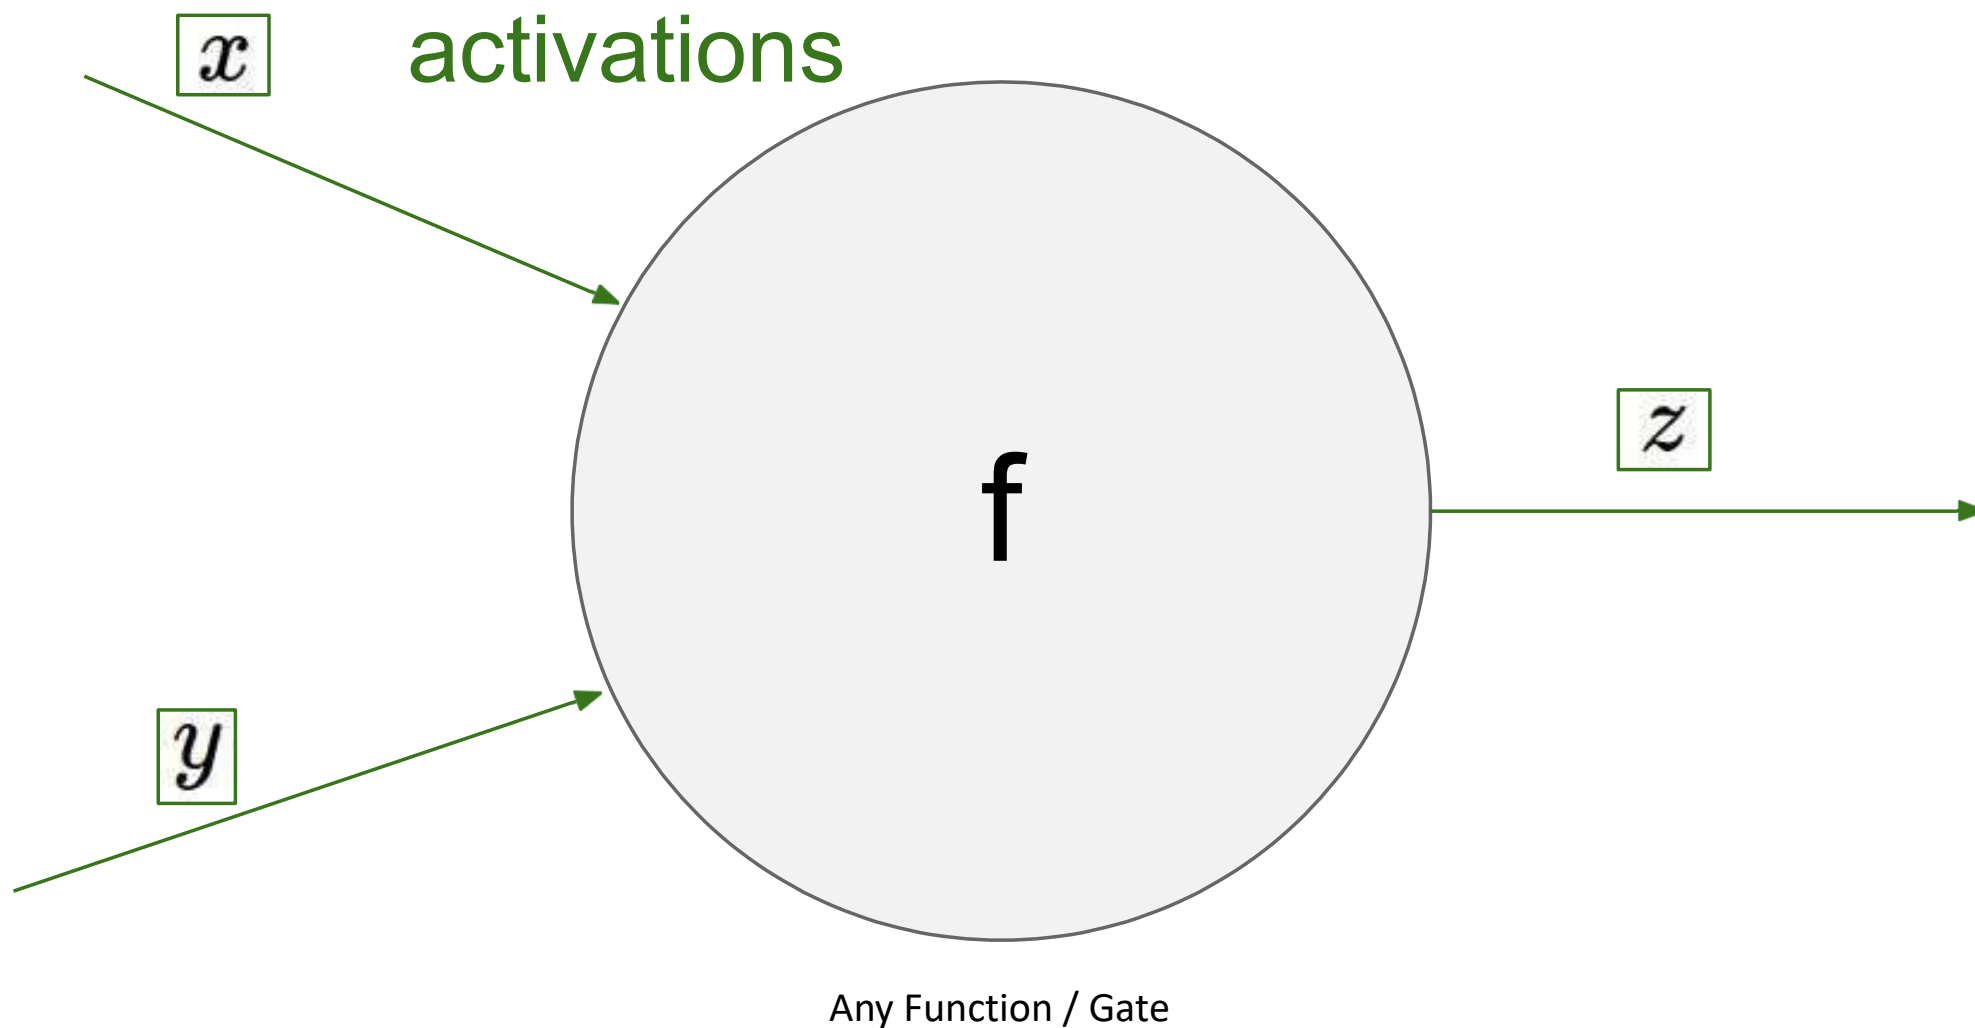 x
activations
f
z
y
Any Function / Gate